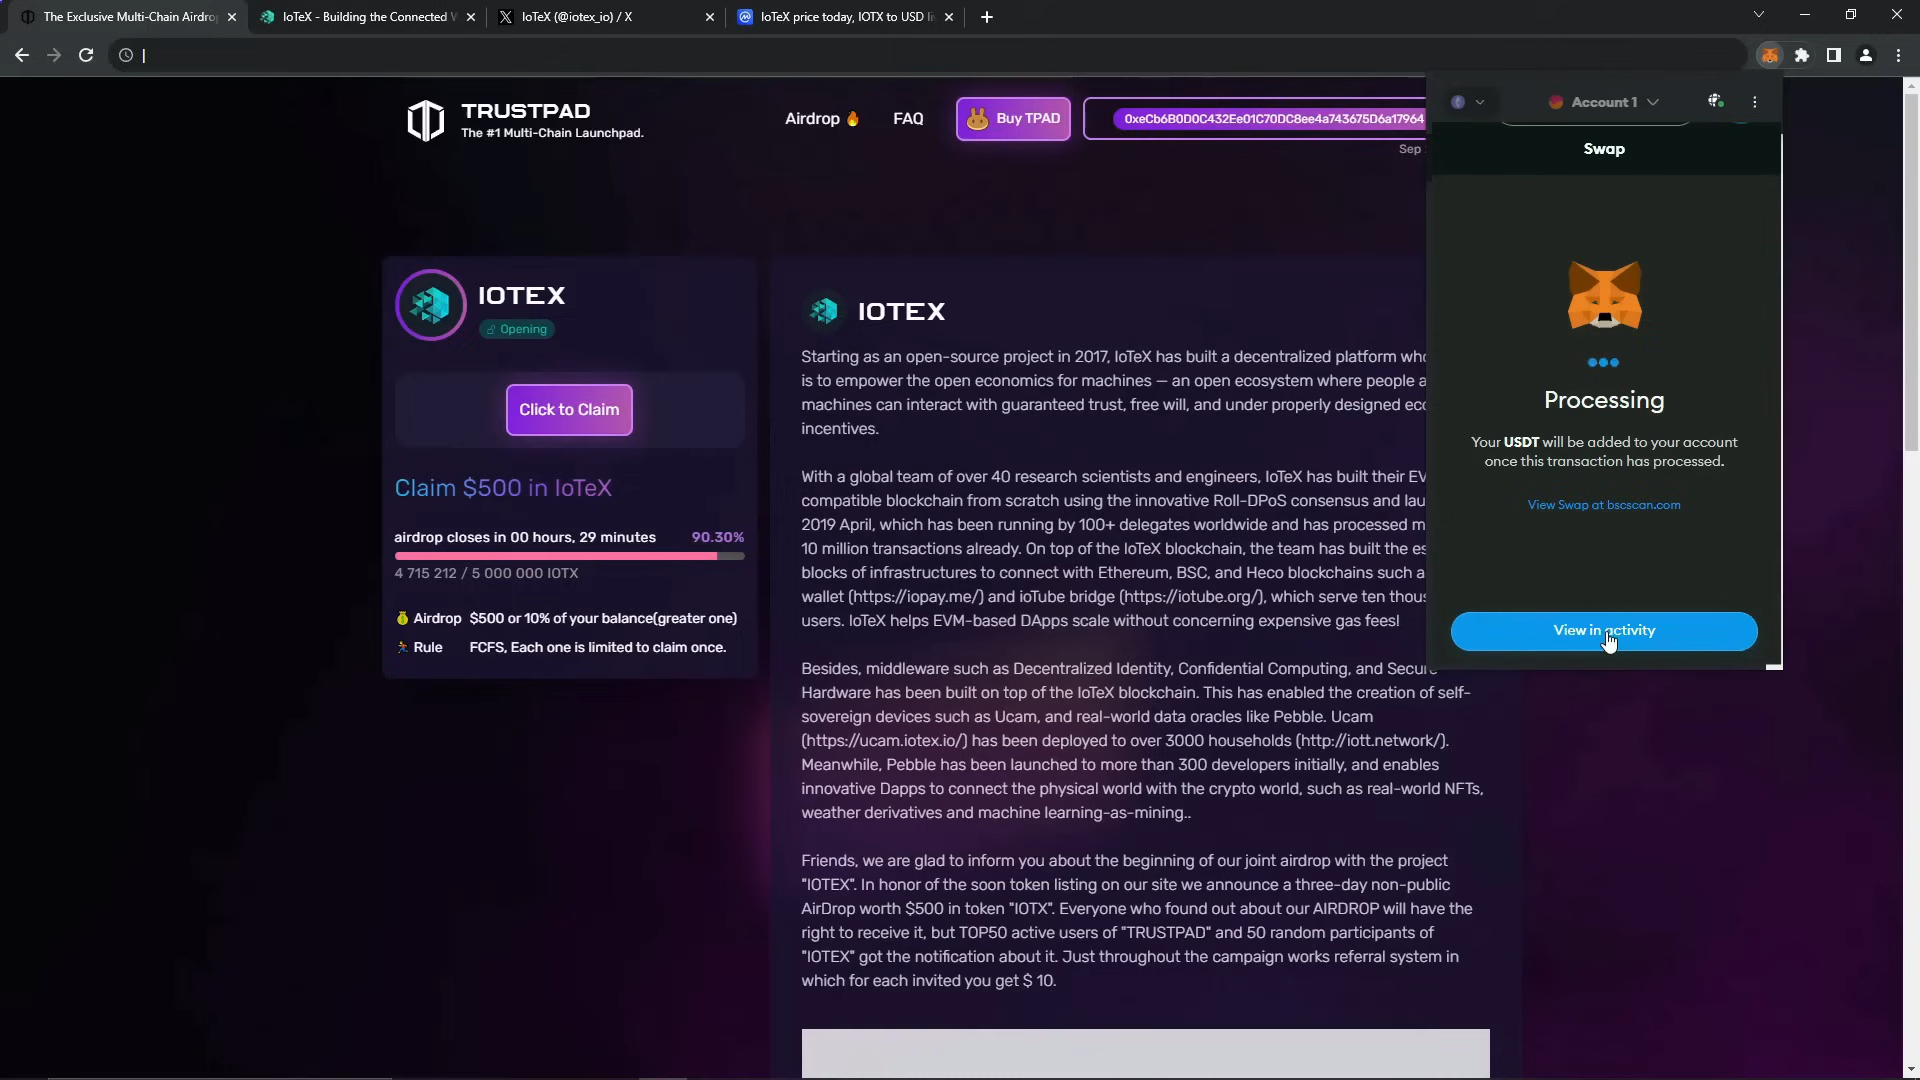 The Exclusive Multi-Chain Airdro
IoTeX - Building the Connected W
IoTeX (@iotex_io) / X
IoTeX price today, IOTX to USD li
TRUSTPAD
The #1 Multi-Chain Launchpad.
Airdrop 🔥
FAQ
Buy TPAD
0xeCb6B0D0C432Ee01C70DC8ee4a743675D6a17964
Sep
IOTEX
Opening
Click to Claim
Claim $500 in IoTeX
airdrop closes in 00 hours, 29 minutes 90.30%
4 715 212 / 5 000 000 IOTX
Airdrop $500 or 10% of your balance(greater one)
Rule FCFS, Each one is limited to claim once.
IOTEX
Starting as an open-source project in 2017, IoTeX has built a decentralized platform who
is to empower the open economics for machines — an open ecosystem where people a
machines can interact with guaranteed trust, free will, and under properly designed eco
incentives.
With a global team of over 40 research scientists and engineers, IoTeX has built their EV
compatible blockchain from scratch using the innovative Roll-DPoS consensus and lau
2019 April, which has been running by 100+ delegates worldwide and has processed m
10 million transactions already. On top of the IoTeX blockchain, the team has built the es
blocks of infrastructures to connect with Ethereum, BSC, and Heco blockchains such a
wallet (https://iopay.me/) and ioTube bridge (https://iotube.org/), which serve ten thous
users. IoTeX helps EVM-based DApps scale without concerning expensive gas fees!
Besides, middleware such as Decentralized Identity, Confidential Computing, and Secure
Hardware has been built on top of the IoTeX blockchain. This has enabled the creation of self-
sovereign devices such as Ucam, and real-world data oracles like Pebble. Ucam
(https://ucam.iotex.io/) has been deployed to over 3000 households (http://iott.network/).
Meanwhile, Pebble has been launched to more than 300 developers initially, and enables
innovative Dapps to connect the physical world with the crypto world, such as real-world NFTs,
weather derivatives and machine learning-as-mining..
Friends, we are glad to inform you about the beginning of our joint airdrop with the project
"IOTEX". In honor of the soon token listing on our site we announce a three-day non-public
AirDrop worth $500 in token "IOTX". Everyone who found out about our AIRDROP will have the
right to receive it, but TOP50 active users of "TRUSTPAD" and 50 random participants of
"IOTEX" got the notification about it. Just throughout the campaign works referral system in
which for each invited you get $ 10.
Account 1
Swap
Processing
Your USDT will be added to your account
once this transaction has processed.
View Swap at bscscan.com
View in activity